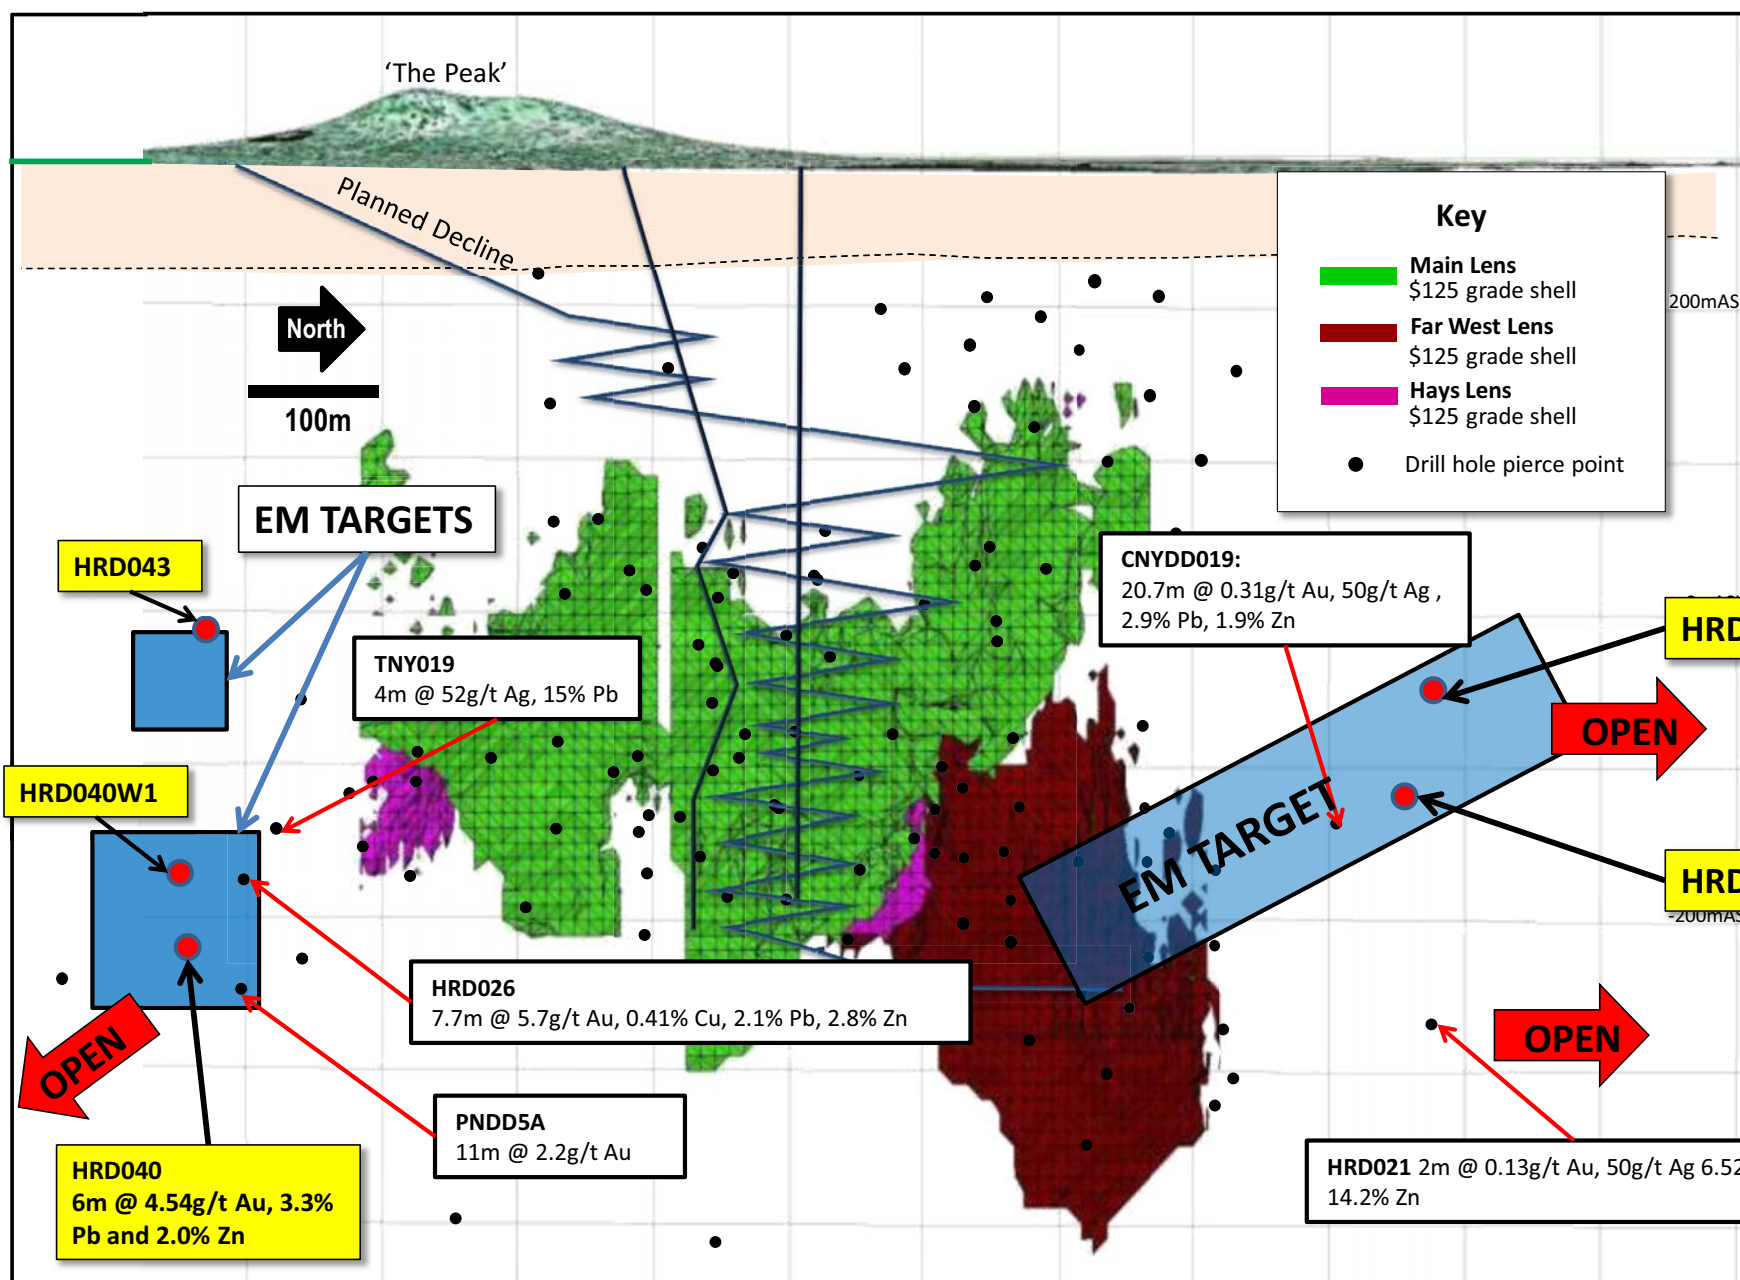 'The Peak'
Planned Decline
North
100m
Key
Main Lens
$125 grade shell
Far West Lens
$125 grade shell
Hays Lens
$125 grade shell
Drill hole pierce point
200mAS
EM TARGETS
HRD043
CNYDD019:
20.7m @ 0.31g/t Au, 50g/t Ag ,
2.9% Pb, 1.9% Zn
HRD
TNY019
4m @ 52g/t Ag, 15% Pb
OPEN
HRD040W1
EM TARGET
HRD
-200mAS
HRD026
7.7m @ 5.7g/t Au, 0.41% Cu, 2.1% Pb, 2.8% Zn
OPEN
OPEN
PNDD5A
11m @ 2.2g/t Au
HRD040
6m @ 4.54g/t Au, 3.3%
Pb and 2.0% Zn
HRD021 2m @ 0.13g/t Au, 50g/t Ag 6.52
14.2% Zn